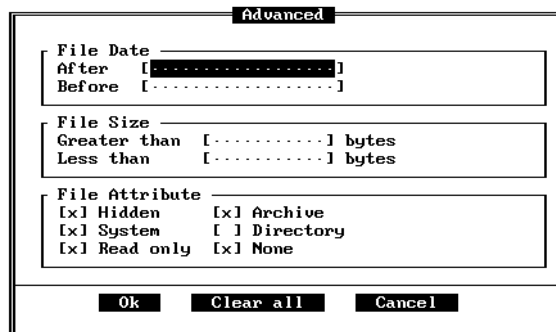 Advanced
File Date
After [··················]
Before [··················]
File Size
Greater than [···········] bytes
Less than [···········] bytes
File Attribute
[x] Hidden [x] Archive
[x] System [ ] Directory
[x] Read only [x] None
Ok Clear all Cancel